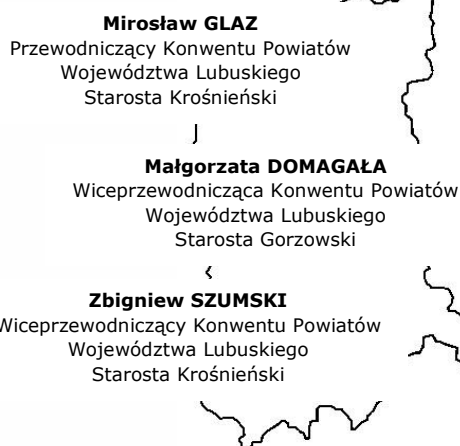 Mirosław GLAZ
Przewodniczący Konwentu Powiatów
Województwa Lubuskiego
Starosta Krośnieński
Małgorzata DOMAGAŁA
Wiceprzewodnicząca Konwentu Powiatów
Województwa Lubuskiego
Starosta Gorzowski
Zbigniew SZUMSKI
Wiceprzewodniczący Konwentu Powiatów
Województwa Lubuskiego
Starosta Krośnieński